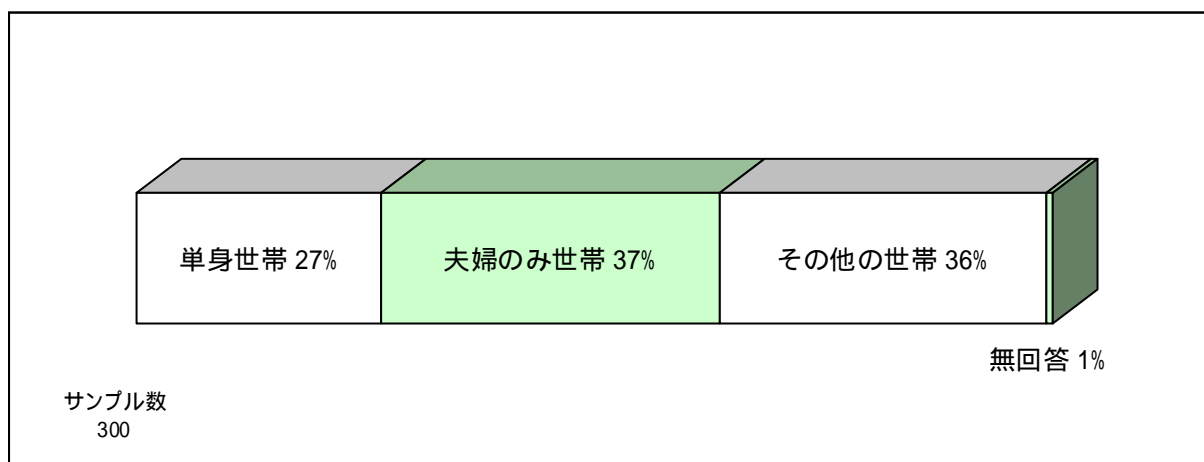 単身世帯 27%
夫婦のみ世帯 37%
その他の世帯 36%
無回答 1%
サンプル数
300